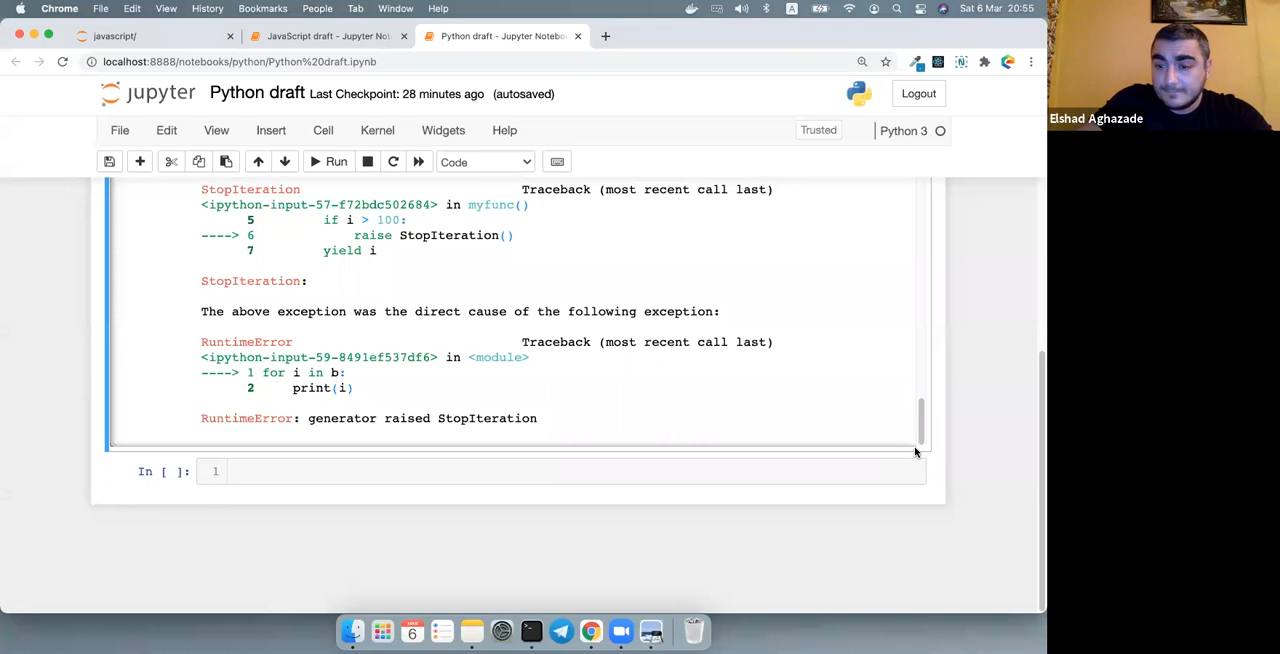 Chrome File Edit View History Bookmarks People Tab Window Help A Sat 6 Mar 20:55
javascript/ JavaScript draft - Jupyter Not Python draft - Jupyter Notebo
localhost:8888/notebooks/python/Python%20draft.ipynb
jupyter Python draft Last Checkpoint: 28 minutes ago (autosaved) Logout
File Edit View Insert Cell Kernel Widgets Help Trusted Python 3
Run Code
StopIteration Traceback (most recent call last)
<ipython-input-57-f72bdc502684> in myfunc()
5 if i > 100:
----> 6 raise StopIteration()
7 yield i
StopIteration:
The above exception was the direct cause of the following exception:
RuntimeError Traceback (most recent call last)
<ipython-input-59-8491ef537df6> in <module>
----> 1 for i in b:
2 print(i)
RuntimeError: generator raised StopIteration
In [ ]: 1
6
Elshad Aghazade